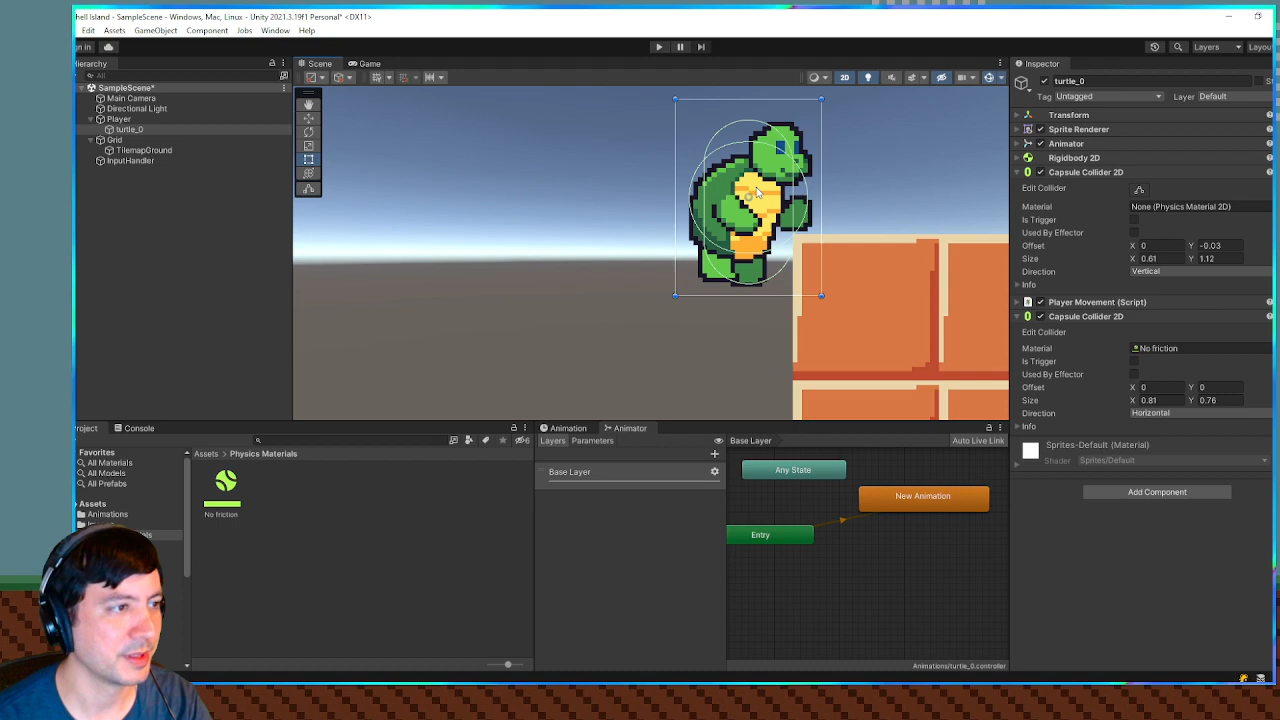 hell Island - SampleScene - Windows, Mac, Linux - Unity 2021.3.19f1 Personal* <DX11>
Edit Assets GameObject Component Jobs Window Help
gn in
Layers Layou
Hierarchy
All
SampleScene*
Main Camera
Directional Light
Player
turtle_0
Grid
TilemapGround
InputHandler
Scene Game
2D
Inspector
turtle_0
Tag Untagged Layer Default
Transform
Sprite Renderer
Animator
Rigidbody 2D
Capsule Collider 2D
Edit Collider
Material None (Physics Material 2D)
Is Trigger
Used By Effector
Offset X 0 Y -0.03
Size X 0.61 Y 1.12
Direction Vertical
Info
Player Movement (Script)
Capsule Collider 2D
Edit Collider
Material No friction
Is Trigger
Used By Effector
Offset X 0 Y 0
Size X 0.81 Y 0.76
Direction Horizontal
Info
Sprites-Default (Material)
Shader Sprites/Default
Add Component
roject Console
6
Favorites
All Materials
All Models
All Prefabs
Assets
Animations
Assets > Physics Materials
No friction
Animation Animator
Layers Parameters
Base Layer
Base Layer Auto Live Link
Any State
New Animation
Entry
Animations/turtle_0.controller